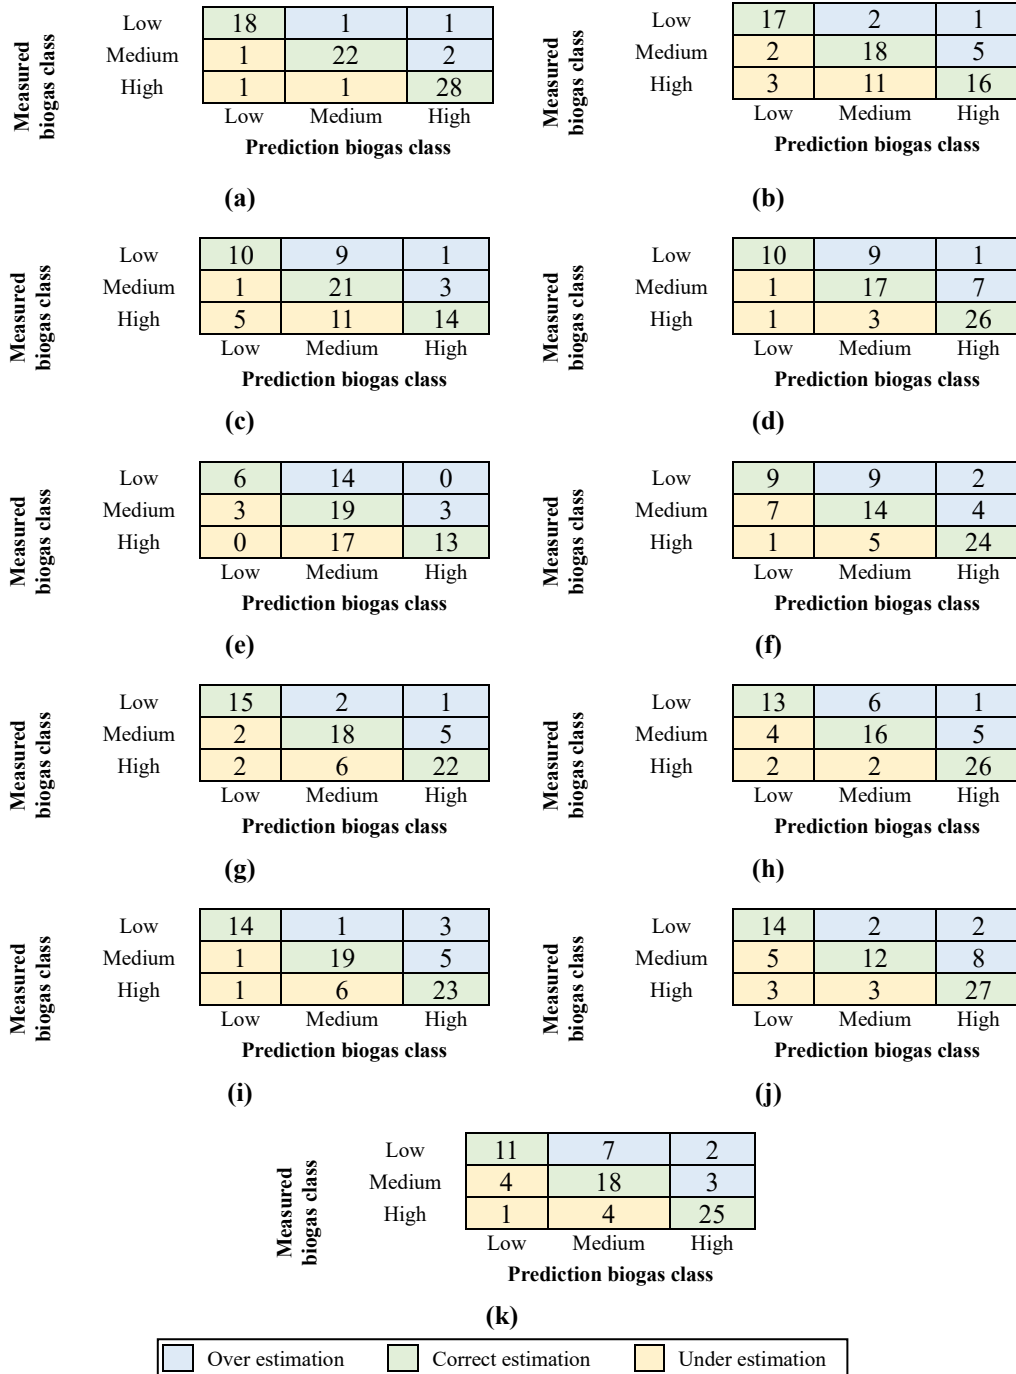 Measured
biogas class
Low 18 1 1
Medium 1 22 2
High 1 1 28
Low Medium High
Prediction biogas class
(a)
Measured
biogas class
Low 17 2 1
Medium 2 18 5
High 3 11 16
Low Medium High
Prediction biogas class
(b)
Measured
biogas class
Low 10 9 1
Medium 1 21 3
High 5 11 14
Low Medium High
Prediction biogas class
(c)
Measured
biogas class
Low 10 9 1
Medium 1 17 7
High 1 3 26
Low Medium High
Prediction biogas class
(d)
Measured
biogas class
Low 6 14 0
Medium 3 19 3
High 0 17 13
Low Medium High
Prediction biogas class
(e)
Measured
biogas class
Low 9 9 2
Medium 7 14 4
High 1 5 24
Low Medium High
Prediction biogas class
(f)
Measured
biogas class
Low 15 2 1
Medium 2 18 5
High 2 6 22
Low Medium High
Prediction biogas class
(g)
Measured
biogas class
Low 13 6 1
Medium 4 16 5
High 2 2 26
Low Medium High
Prediction biogas class
(h)
Measured
biogas class
Low 14 1 3
Medium 1 19 5
High 1 6 23
Low Medium High
Prediction biogas class
(i)
Measured
biogas class
Low 14 2 2
Medium 5 12 8
High 3 3 27
Low Medium High
Prediction biogas class
(j)
Measured
biogas class
Low 11 7 2
Medium 4 18 3
High 1 4 25
Low Medium High
Prediction biogas class
(k)
Over estimation Correct estimation Under estimation